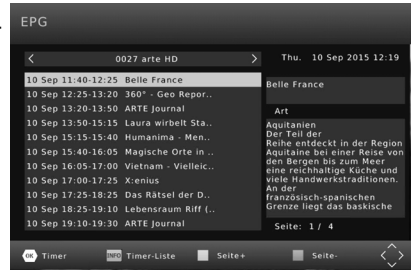 EPG
0027 arte HD
Thu. 10 Sep 2015 12:19
10 Sep 11:40-12:25 Belle France
10 Sep 12:25-13:20 360° - Geo Repor..
10 Sep 13:20-13:50 ARTE Journal
10 Sep 13:50-15:15 Laura wirbelt Sta..
10 Sep 15:15-15:40 Humanima - Men..
10 Sep 15:40-16:05 Magische Orte in ..
10 Sep 16:05-17:00 Vietnam - Vielleic..
10 Sep 17:00-17:25 X:enius
10 Sep 17:25-18:25 Das Rätsel der D..
10 Sep 18:25-19:10 Lebensraum Riff (..
10 Sep 19:10-19:30 ARTE Journal
Belle France
Art
Aquitanien
Der Teil der
Reihe entdeckt in der Region
Aquitaine bei einer Reise von
den Bergen bis zum Meer
eine reichhaltige Küche und
viele Handwerkstraditionen.
An der
französisch-spanischen
Grenze liegt das baskische
Seite: 1 / 4
OK Timer
INFO Timer-Liste
Seite+
Seite-